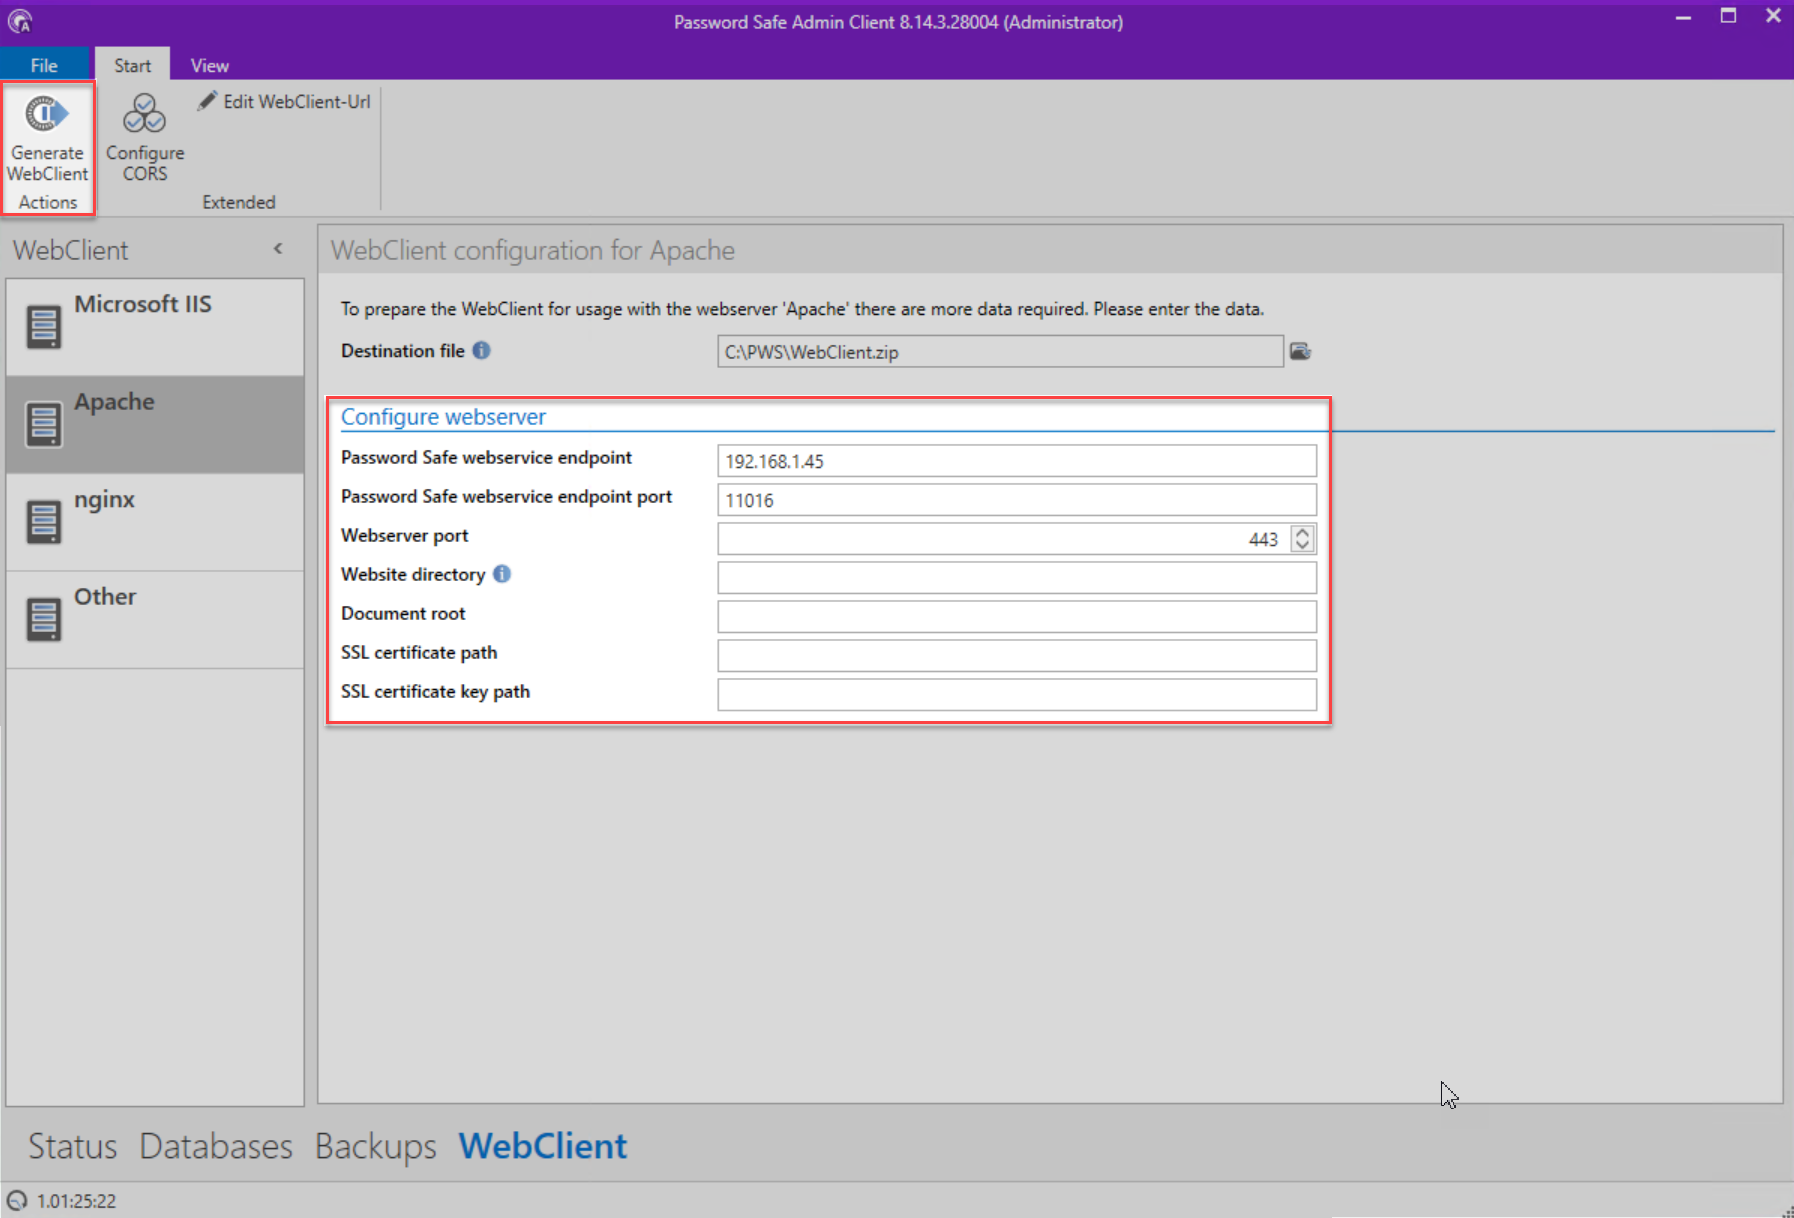 Password Safe Admin Client 8.14.3.28004 (Administrator)
File Start View
Generate WebClient
Configure CORS
Edit WebClient-Url
Actions
Extended
WebClient
Microsoft IIS
Apache
nginx
Other
WebClient configuration for Apache
To prepare the WebClient for usage with the webserver 'Apache' there are more data required. Please enter the data.
Destination file C:\PWS\WebClient.zip
Configure webserver
Password Safe webservice endpoint 192.168.1.45
Password Safe webservice endpoint port 11016
Webserver port 443
Website directory
Document root
SSL certificate path
SSL certificate key path
Status Databases Backups WebClient
1.01:25:22